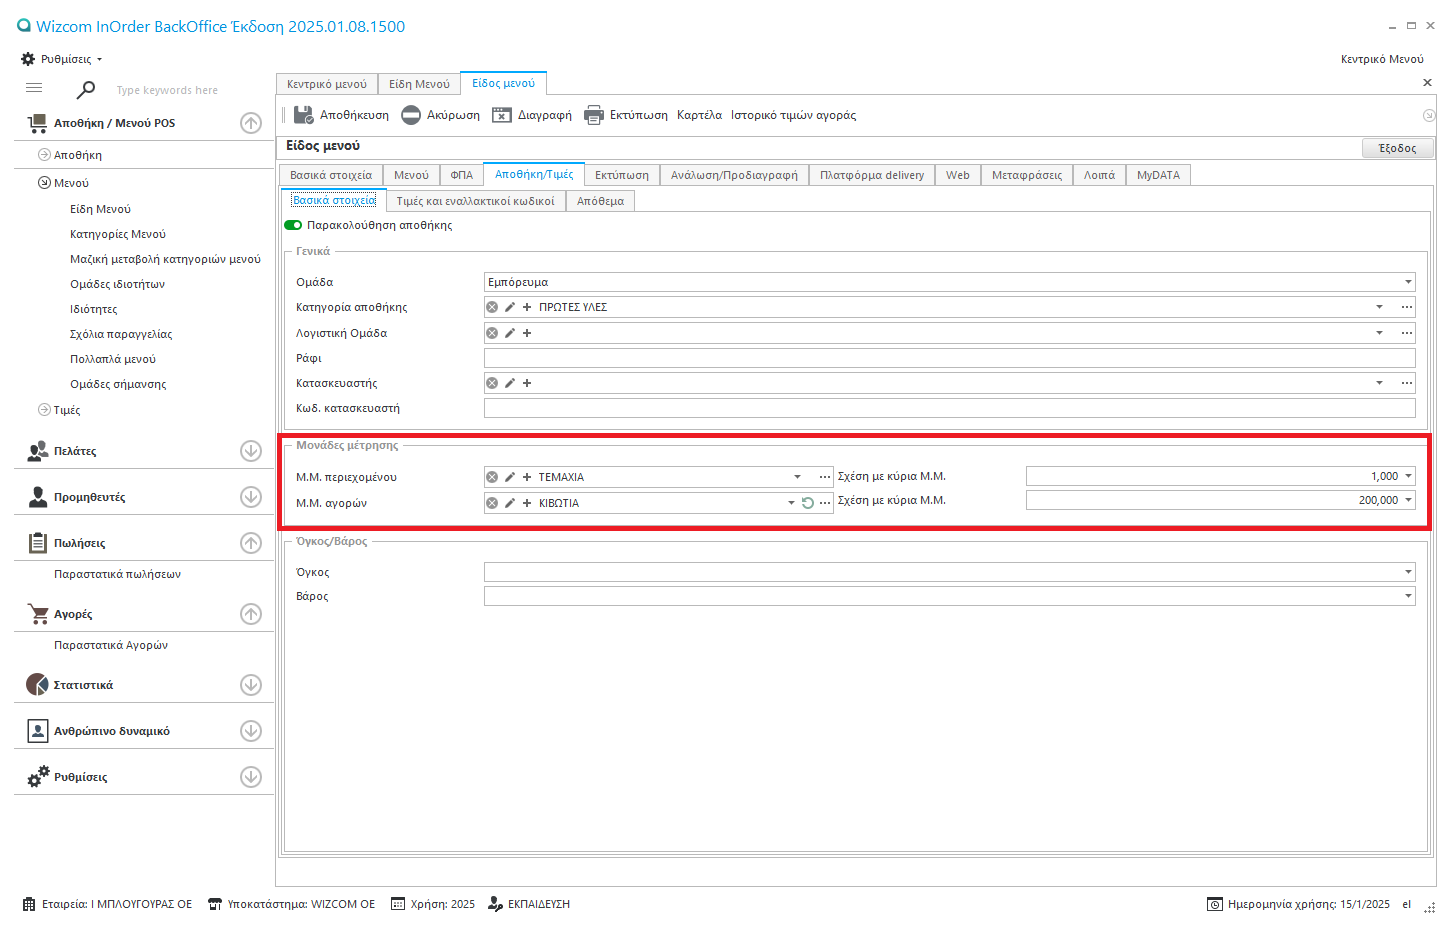 Wizcom InOrder BackOffice Έκδοση 2025.01.08.1500
Ρυθμίσεις
Κεντρικό Μενού
Type keywords here
Αποθήκη / Μενού POS
Αποθήκη
Μενού
Είδη Μενού
Κατηγορίες Μενού
Μαζική μεταβολή κατηγοριών μενού
Ομάδες ιδιοτήτων
Ιδιότητες
Σχόλια παραγγελίας
Πολλαπλά μενού
Ομάδες σήμανσης
Τιμές
Πελάτες
Προμηθευτές
Πωλήσεις
Παραστατικά πωλήσεων
Αγορές
Παραστατικά Αγορών
Στατιστικά
Ανθρώπινο δυναμικό
Ρυθμίσεις
Κεντρικό μενού Είδη Μενού Είδος μενού
Αποθήκευση Ακύρωση Διαγραφή Εκτύπωση Καρτέλα Ιστορικό τιμών αγοράς
Είδος μενού
Έξοδος
Βασικά στοιχεία Μενού ΦΠΑ Αποθήκη/Τιμές Εκτύπωση Ανάλωση/Προδιαγραφή Πλατφόρμα delivery Web Μεταφράσεις Λοιπά MyDATA
Βασικά στοιχεία Τιμές και εναλλακτικοί κωδικοί Απόθεμα
Παρακολούθηση αποθήκης
Γενικά
Ομάδα Εμπόρευμα
Κατηγορία αποθήκης ΠΡΩΤΕΣ ΥΛΕΣ
Λογιστική Ομάδα
Ράφι
Κατασκευαστής
Κωδ. κατασκευαστή
Μονάδες μέτρησης
Μ.Μ. περιεχομένου ΤΕΜΑΧΙΑ Σχέση με κύρια Μ.Μ. 1,000
Μ.Μ. αγορών ΚΙΒΩΤΙΑ Σχέση με κύρια Μ.Μ. 200,000
Όγκος/Βάρος
Όγκος
Βάρος
Εταιρεία: Ι ΜΠΛΟΥΓΟΥΡΑΣ ΟΕ Υποκατάστημα: WIZCOM ΟΕ Χρήση: 2025 ΕΚΠΑΙΔΕΥΣΗ Ημερομηνία χρήσης: 15/1/2025 el